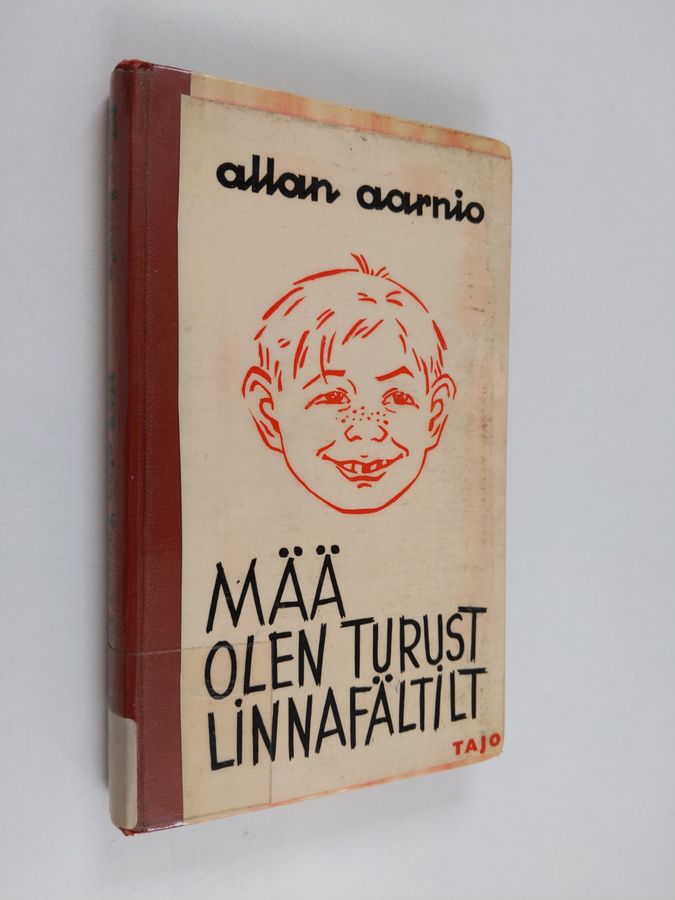 allan aarnio
MÄÄ
OLEN TURUST
LINNAFÄLTILT
TAJO